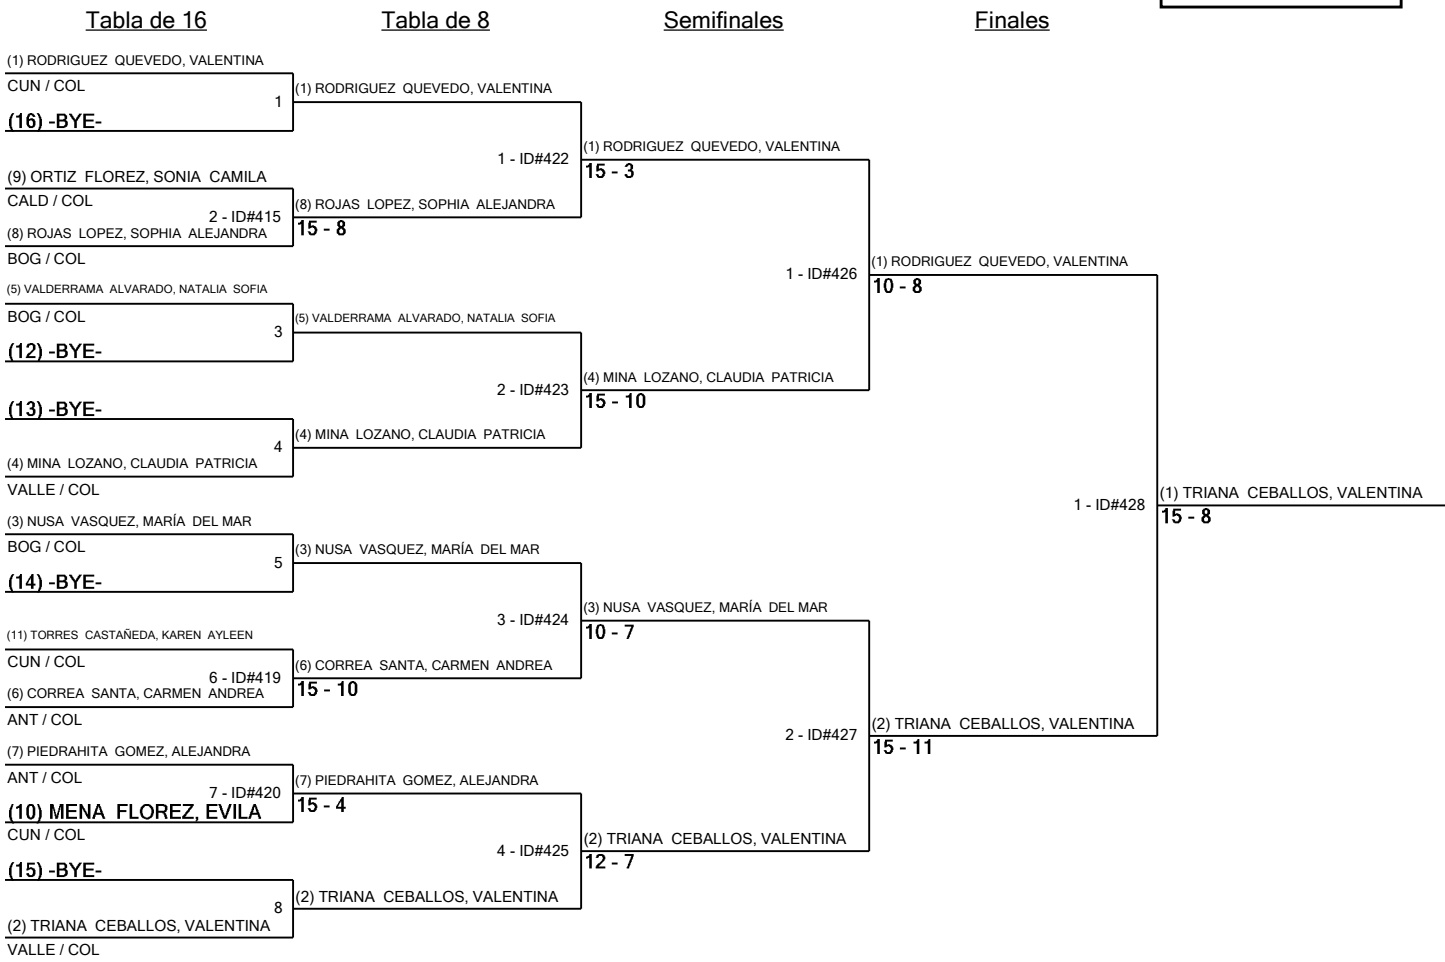 Tabla de 16
Tabla de 8
Semifinales
Finales
(1) RODRIGUEZ QUEVEDO, VALENTINA
CUN / COL
1
(16) -BYE-
(9) ORTIZ FLOREZ, SONIA CAMILA
CALD / COL
2 - ID#415
(8) ROJAS LOPEZ, SOPHIA ALEJANDRA
BOG / COL
(5) VALDERRAMA ALVARADO, NATALIA SOFIA
BOG / COL
3
(12) -BYE-
(13) -BYE-
4
(4) MINA LOZANO, CLAUDIA PATRICIA
VALLE / COL
(3) NUSA VASQUEZ, MARÍA DEL MAR
BOG / COL
5
(14) -BYE-
(11) TORRES CASTAÑEDA, KAREN AYLEEN
CUN / COL
6 - ID#419
(6) CORREA SANTA, CARMEN ANDREA
ANT / COL
(7) PIEDRAHITA GOMEZ, ALEJANDRA
ANT / COL
7 - ID#420
(10) MENA FLOREZ, EVILA
CUN / COL
(15) -BYE-
8
(2) TRIANA CEBALLOS, VALENTINA
VALLE / COL
(1) RODRIGUEZ QUEVEDO, VALENTINA
1 - ID#422
(8) ROJAS LOPEZ, SOPHIA ALEJANDRA
15 - 8
(5) VALDERRAMA ALVARADO, NATALIA SOFIA
2 - ID#423
(4) MINA LOZANO, CLAUDIA PATRICIA
(3) NUSA VASQUEZ, MARÍA DEL MAR
3 - ID#424
(6) CORREA SANTA, CARMEN ANDREA
15 - 10
(7) PIEDRAHITA GOMEZ, ALEJANDRA
15 - 4
4 - ID#425
(2) TRIANA CEBALLOS, VALENTINA
(1) RODRIGUEZ QUEVEDO, VALENTINA
15 - 3
1 - ID#426
(4) MINA LOZANO, CLAUDIA PATRICIA
15 - 10
(3) NUSA VASQUEZ, MARÍA DEL MAR
10 - 7
2 - ID#427
(2) TRIANA CEBALLOS, VALENTINA
12 - 7
(1) RODRIGUEZ QUEVEDO, VALENTINA
10 - 8
1 - ID#428
(2) TRIANA CEBALLOS, VALENTINA
15 - 11
(1) TRIANA CEBALLOS, VALENTINA
15 - 8